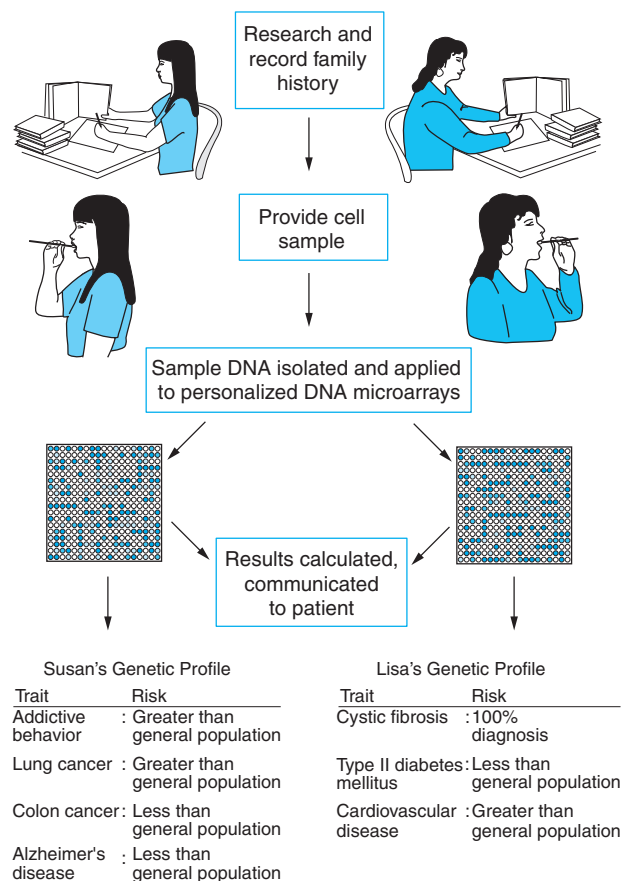 Research and
record family
history
Provide cell
sample
Sample DNA isolated and applied
to personalized DNA microarrays
Results calculated,
communicated
to patient
Susan's Genetic Profile
Trait Risk
Addictive : Greater than
behavior general population
Lung cancer : Greater than
general population
Colon cancer : Less than
general population
Alzheimer's : Less than
disease general population
Lisa's Genetic Profile
Trait Risk
Cystic fibrosis : 100%
diagnosis
Type II diabetes : Less than
mellitus general population
Cardiovascular : Greater than
disease general population